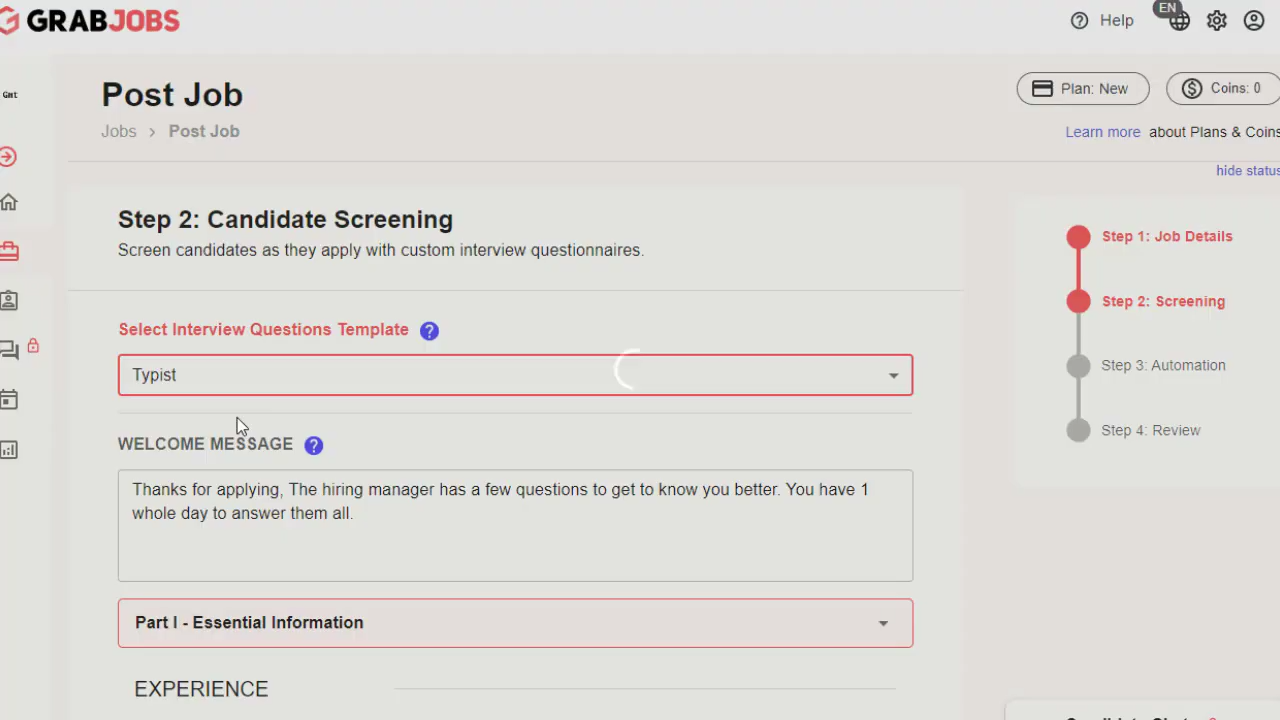 GRABJOBS
Help
EN
Gmt
Post Job
Plan: New
Coins: 0
Jobs > Post Job
Learn more about Plans & Coins
hide status
Step 2: Candidate Screening
Screen candidates as they apply with custom interview questionnaires.
Step 1: Job Details
Step 2: Screening
Step 3: Automation
Step 4: Review
Select Interview Questions Template ?
Typist
WELCOME MESSAGE ?
Thanks for applying, The hiring manager has a few questions to get to know you better. You have 1
whole day to answer them all.
Part I - Essential Information
EXPERIENCE